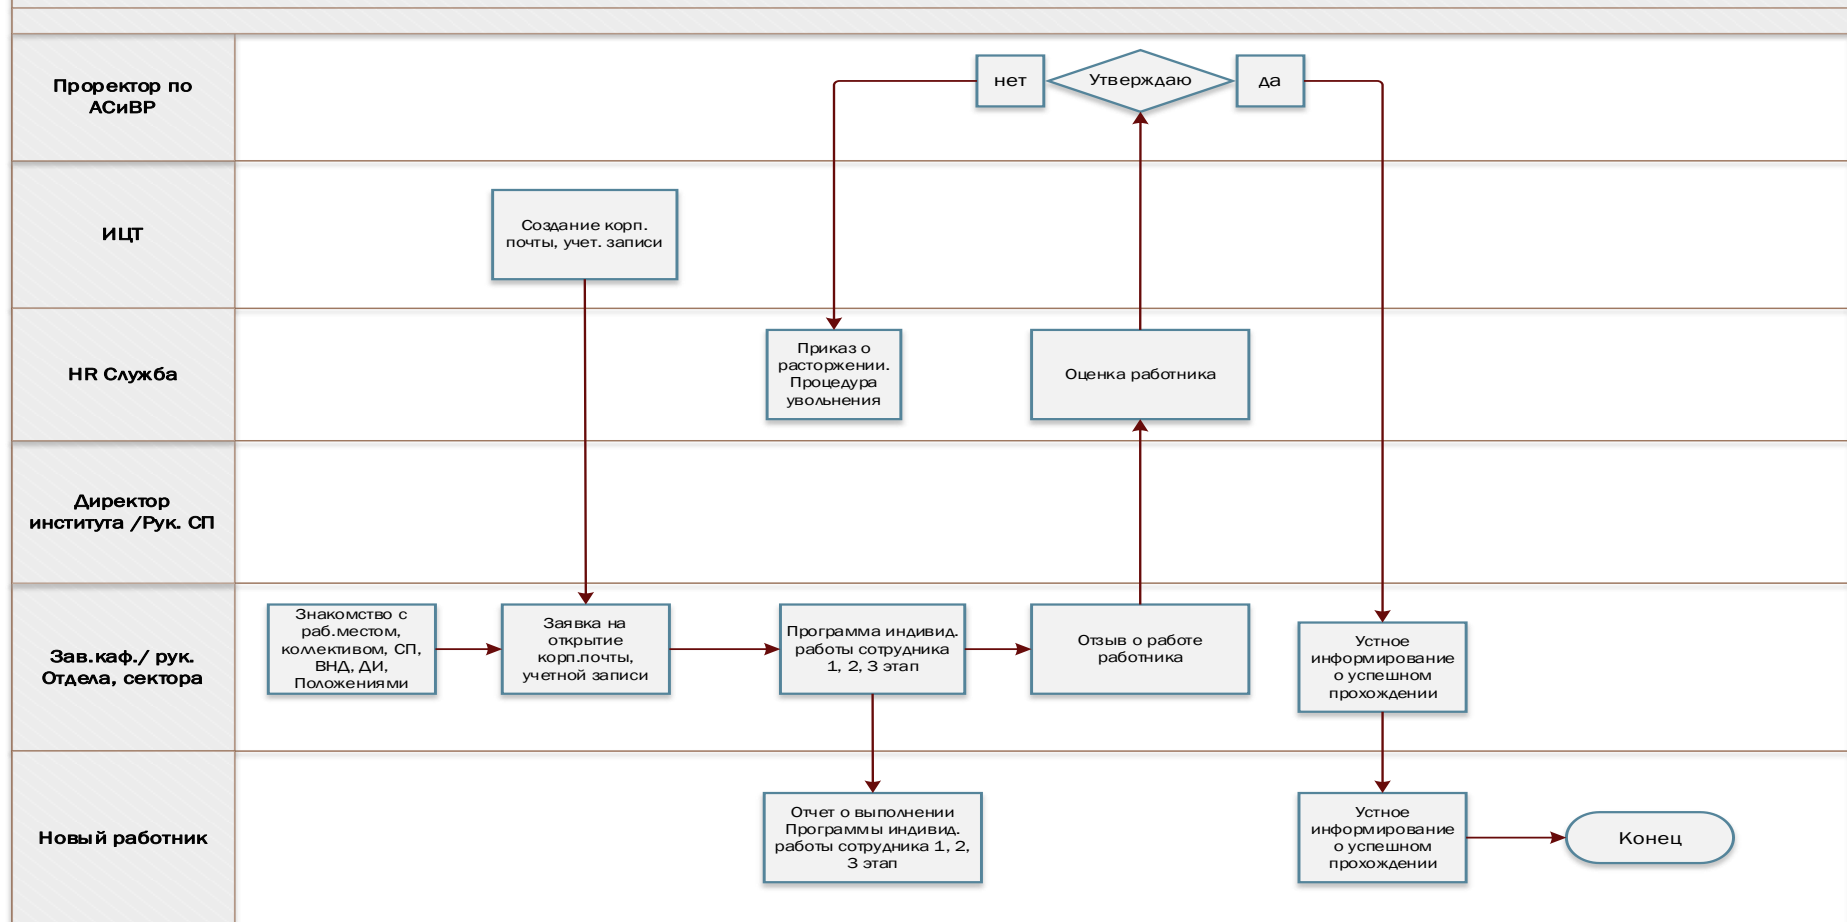 Проректор по
АСиВР
нет
Утверждаю
да
ИЦТ
Создание корп.
почты, учет. записи
HR Служба
Приказ о
расторжении.
Процедура
увольнения
Оценка работника
Директор
института /Рук. СП
Зав.каф./ рук.
Отдела, сектора
Знакомство с
раб.местом,
коллективом, СП,
ВНД, ДИ,
Положениями
Заявка на
открытие
корп.почты,
учетной записи
Программа индивид.
работы сотрудника
1, 2, 3 этап
Отзыв о работе
работника
Устное
информирование
о успешном
прохождении
Новый работник
Отчет о выполнении
Программы индивид.
работы сотрудника 1, 2,
3 этап
Устное
информирование
о успешном
прохождении
Конец